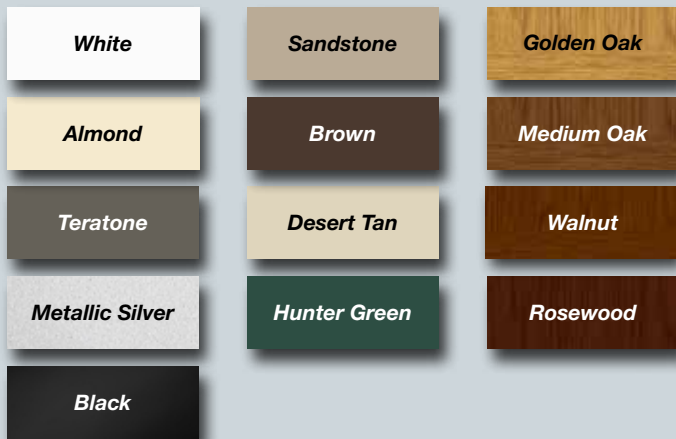 White
Sandstone
Golden Oak
Almond
Brown
Medium Oak
Teratone
Desert Tan
Walnut
Metallic Silver
Hunter Green
Rosewood
Black